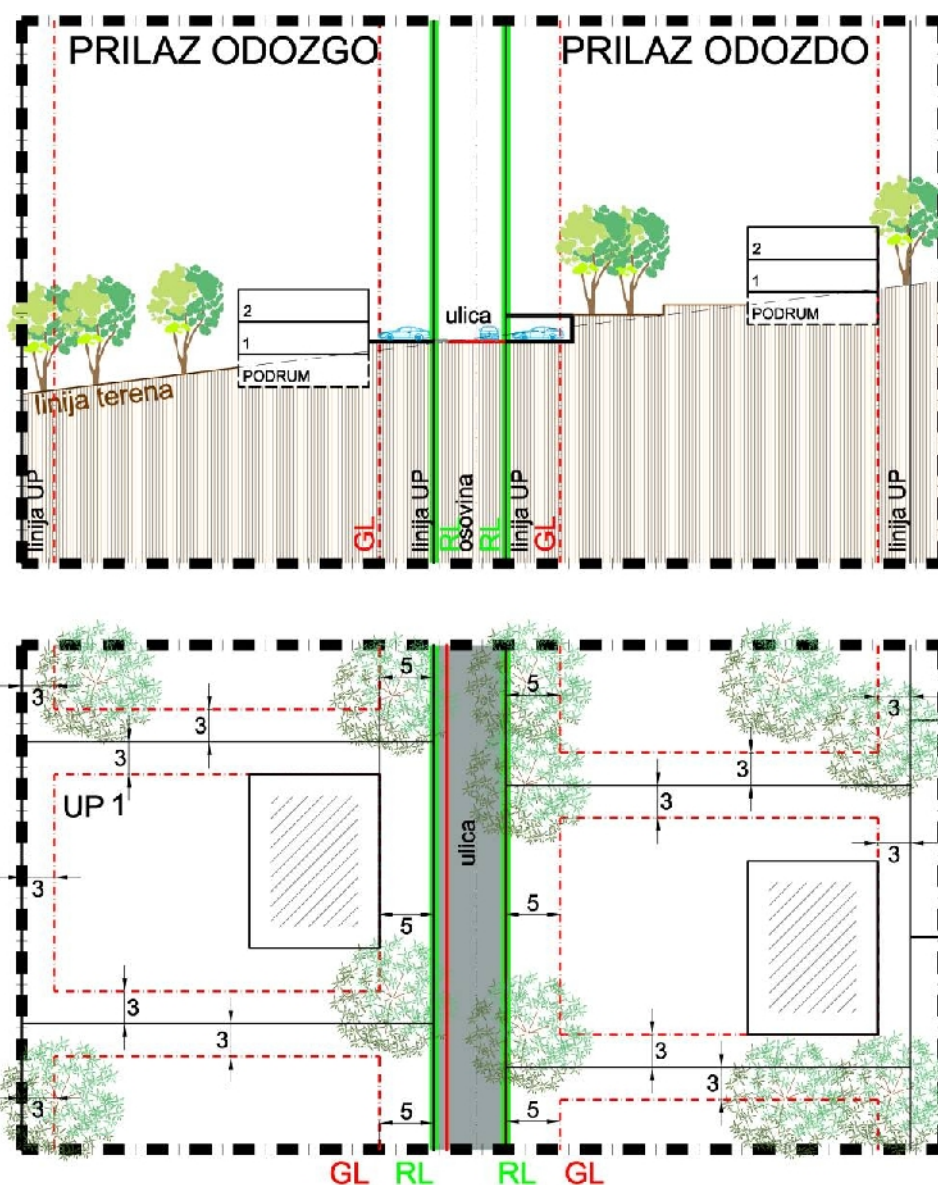 PRILAZ ODOZGO
PRILAZ ODOZDO
ulica
2
1
PODRUM
2
1
PODRUM
linija terena
linija UP
GL
linija UP
RL
osovina
RL
linija UP
GL
linija UP
5
3
3
3
5
3
3
3
UP 1
ulica
3
3
5
5
3
3
3
3
3
5
5
GL RL RL GL